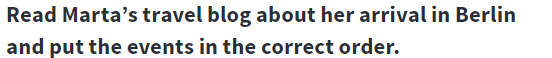 Read Marta’s travel blog about her arrival in Berlin
and put the events in the correct order.